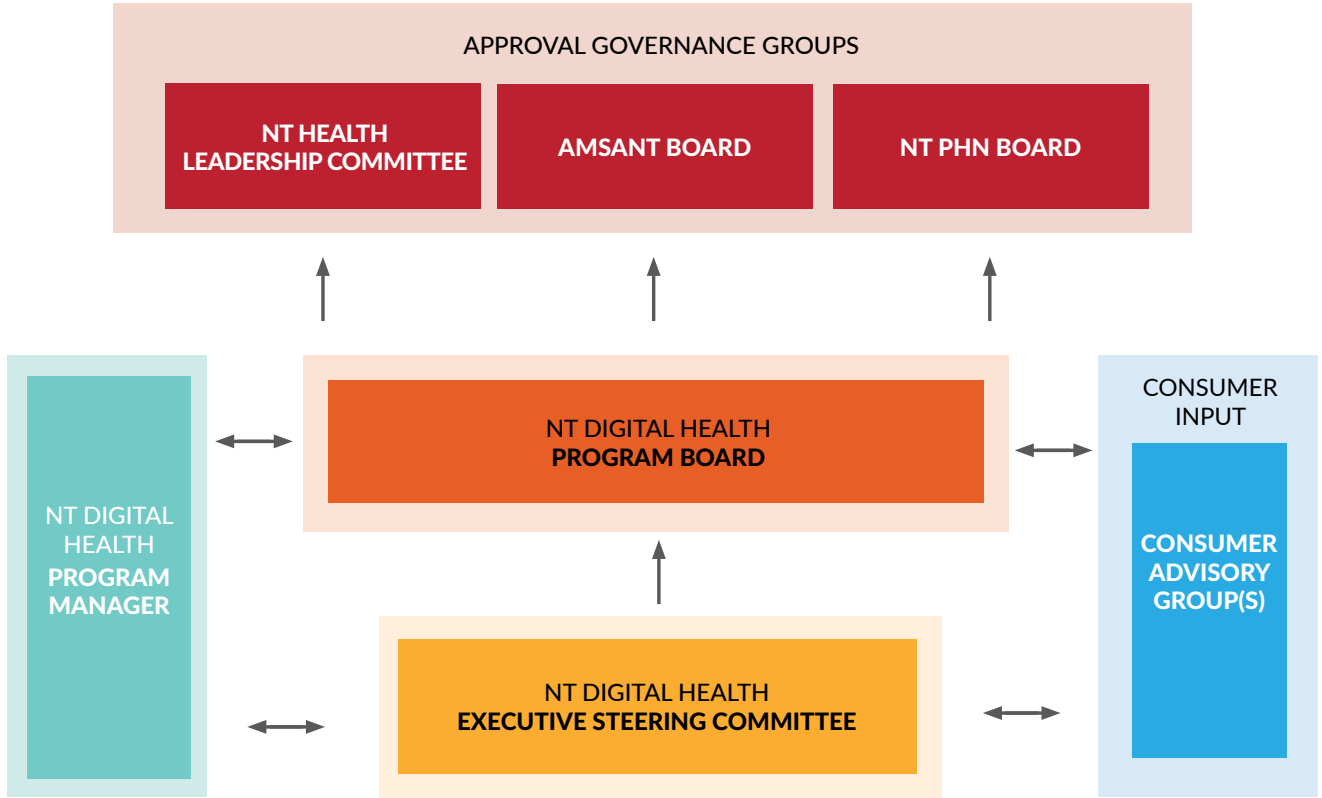 APPROVAL GOVERNANCE GROUPS
NT HEALTH
LEADERSHIP COMMITTEE
AMSANT BOARD
NT PHN BOARD
NT DIGITAL HEALTH
PROGRAM BOARD
CONSUMER
INPUT
NT DIGITAL
HEALTH
PROGRAM
MANAGER
CONSUMER
ADVISORY
GROUP(S)
NT DIGITAL HEALTH
EXECUTIVE STEERING COMMITTEE